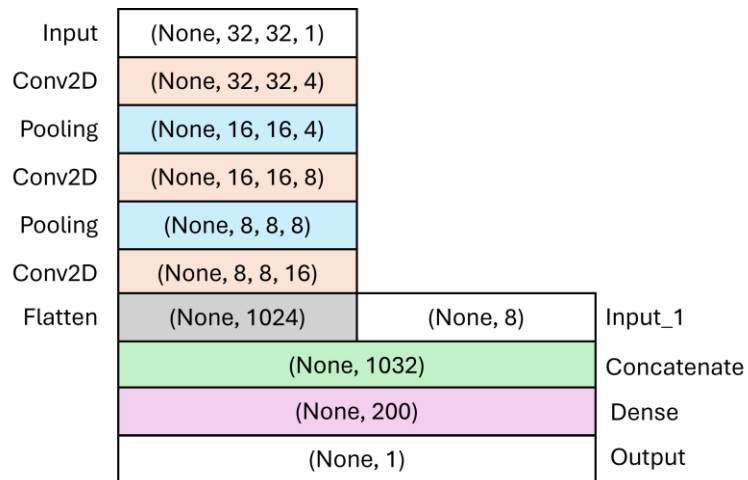 Input (None, 32, 32, 1)
Conv2D (None, 32, 32, 4)
Pooling (None, 16, 16, 4)
Conv2D (None, 16, 16, 8)
Pooling (None, 8, 8, 8)
Conv2D (None, 8, 8, 16)
Flatten (None, 1024) (None, 8) Input_1
(None, 1032) Concatenate
(None, 200) Dense
(None, 1) Output